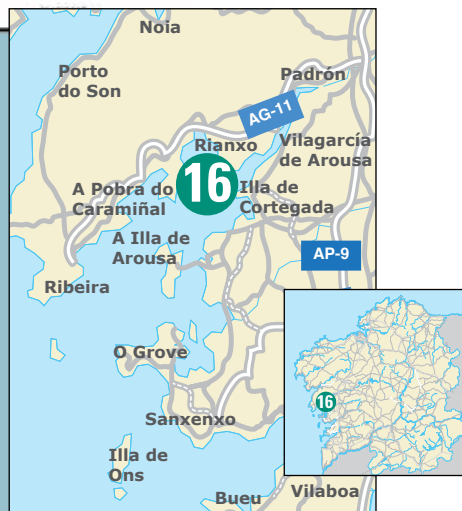 Noia
Porto
do Son
Padrón
AG-11
Rianxo
Vilagarcía
de Arousa
A Pobra do
Caramiñal
16
Illa de
Cortegada
A Illa de
Arousa
AP-9
Ribeira
O Grove
16
Sanxenxo
Illa de
Ons
Bueu
Vilaboa